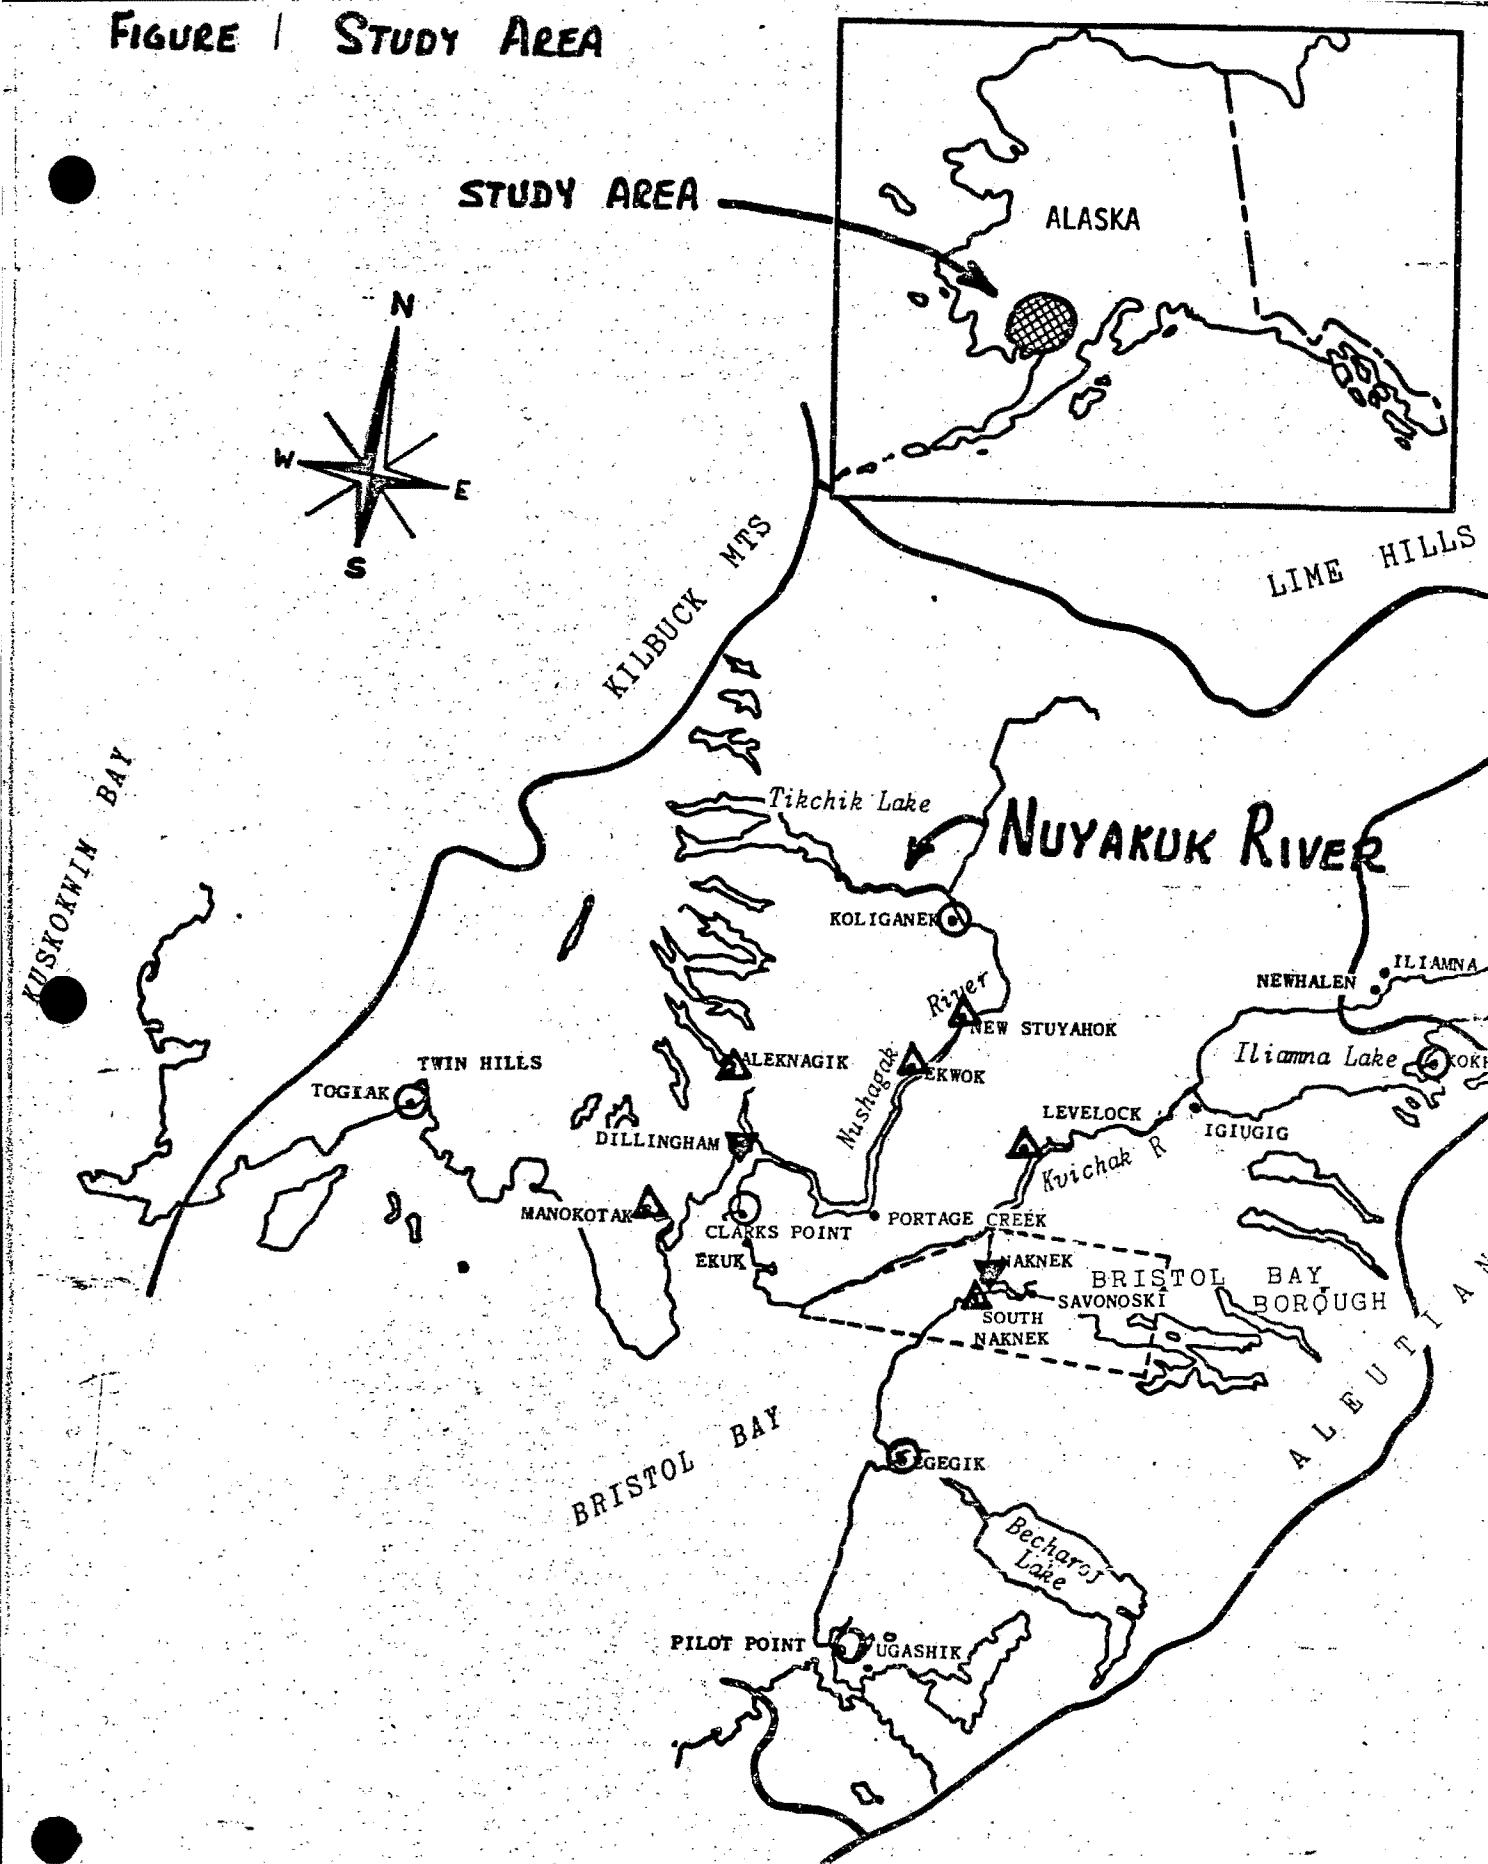 FIGURE 1 STUDY AREA
STUDY AREA
ALASKA
N
W
E
S
KILBUCK MTS
LIME HILLS
KUSKOKWIM BAY
Tikchik Lake
NUYAKUK RIVER
KOLIGANEK
NEWHALEN
ILIAMNA
Nushagak River
NEW STUYAHOK
Iliamna Lake
TWIN HILLS
ALEKNAGIK
EKWOK
TOGIAK
LEVELOCK
IGIUGIG
DILLINGHAM
Kvichak R
MANOKOTAK
CLARKS POINT
PORTAGE CREEK
EKUK
NAKNEK
BRISTOL BAY
BOROUGH
SAVONOSKI
SOUTH
NAKNEK
ALEUTIAN
BRISTOL BAY
EGEGIK
Becharof
Lake
PILOT POINT
UGASHIK